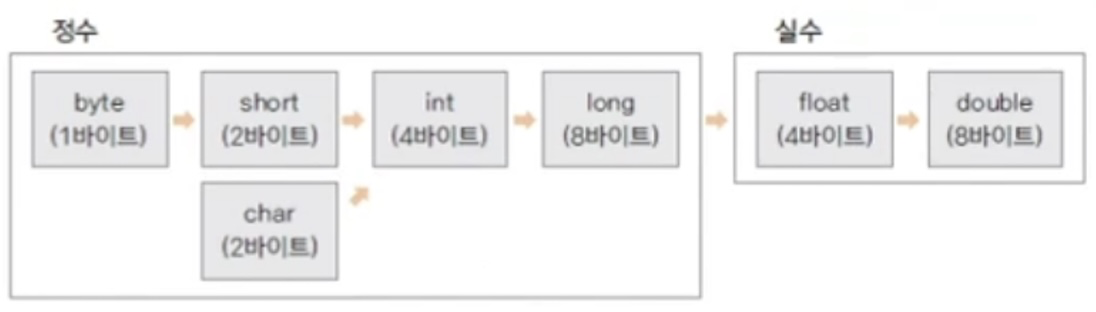 정수
실수
byte
(1바이트)
short
(2바이트)
int
(4바이트)
long
(8바이트)
float
(4바이트)
double
(8바이트)
char
(2바이트)